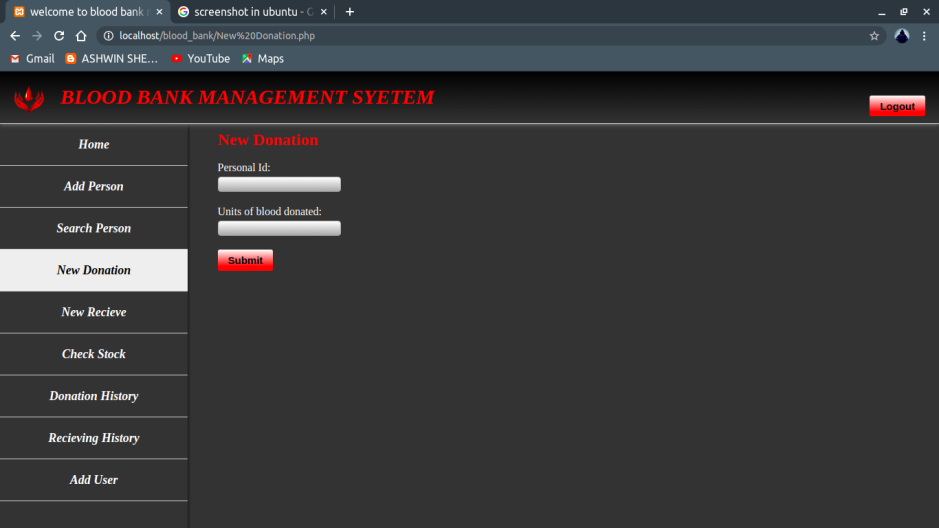 welcome to blood bank
screenshot in ubuntu -
localhost/blood_bank/New%20Donation.php
Gmail
ASHWIN SHE...
YouTube
Maps
BLOOD BANK MANAGEMENT SYETEM
Logout
Home
Add Person
Search Person
New Donation
New Recieve
Check Stock
Donation History
Recieving History
Add User
New Donation
Personal Id:
Units of blood donated:
Submit